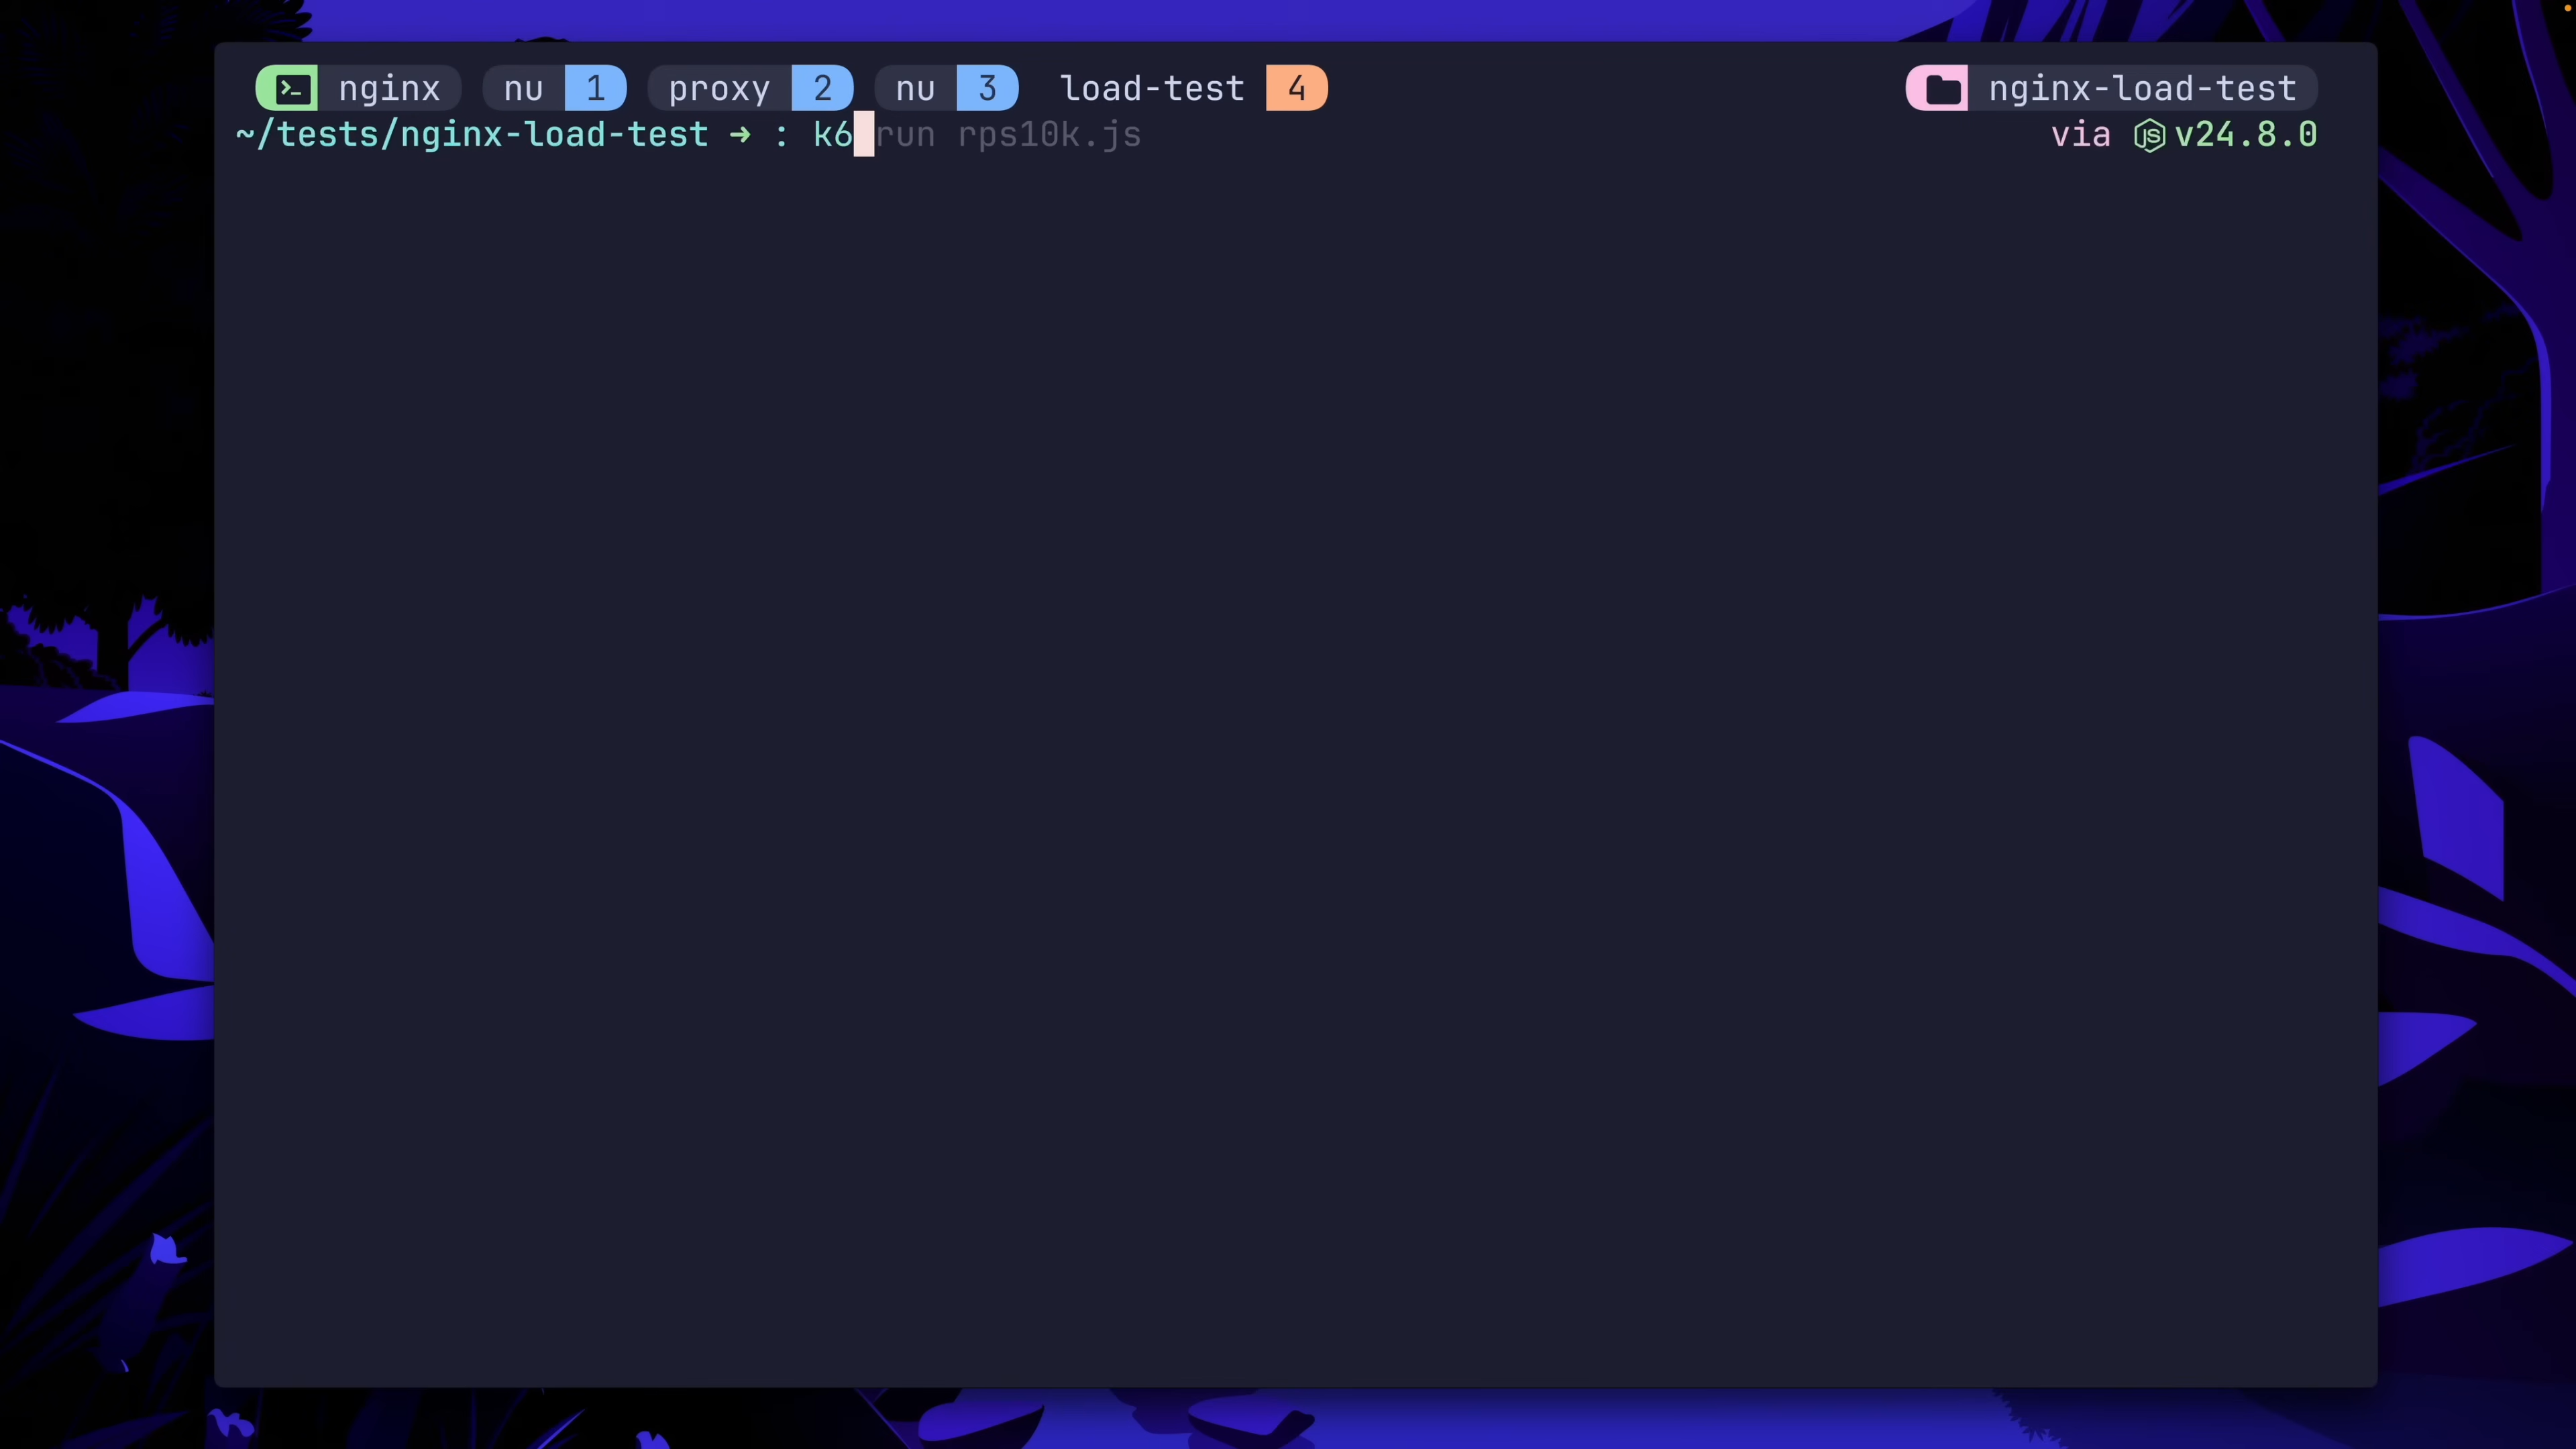 nginx nu 1 proxy 2 nu 3 load-test 4 nginx-load-test
~/tests/nginx-load-test ➜ : k6 run rps10k.js via JS v24.8.0